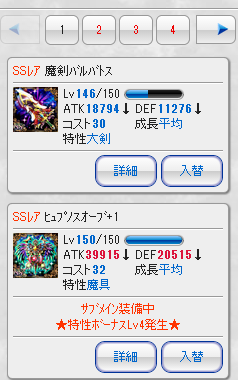 1 2 3 4
SSレア 魔剣バルバトス
Lv146/150
ATK18794↓ DEF11276↓
コスト30 成長平均
特性大剣
詳細 入替
SSレア ヒュプノスオーブ+1
Lv150/150
ATK39915↓ DEF20515↓
コスト32 成長平均
特性魔具
サブメイン装備中
★特性ボーナスLv4発生★
詳細 入替